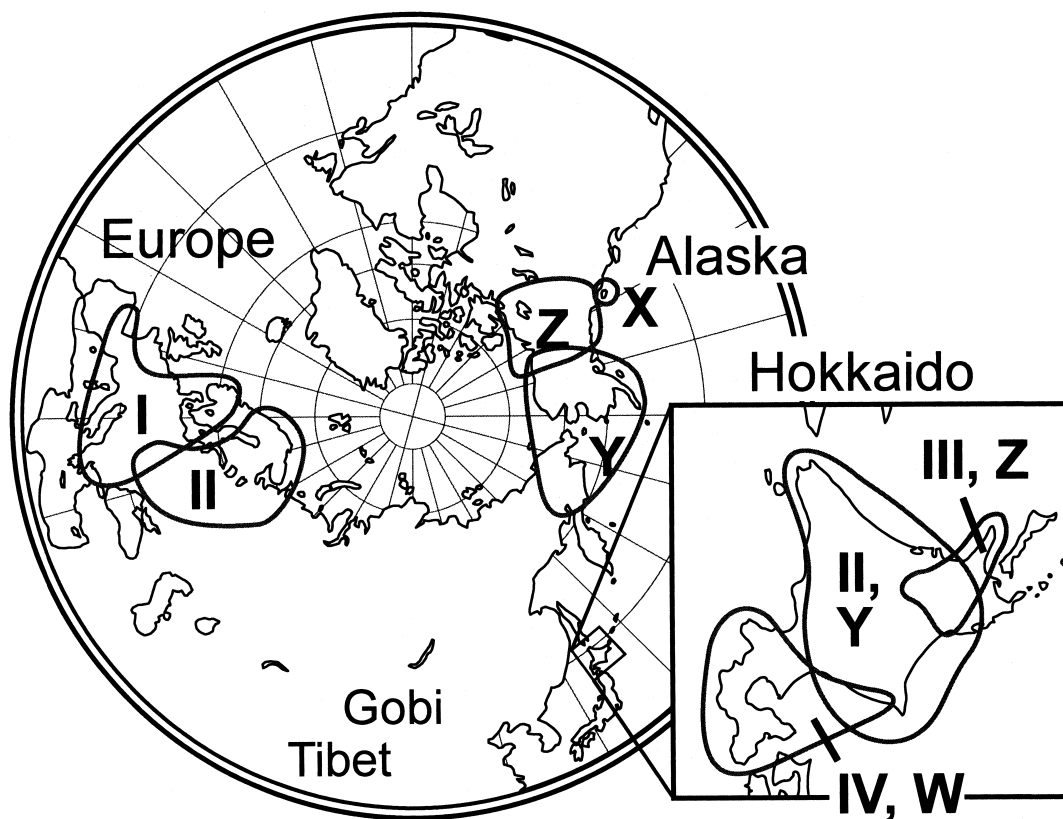 Europe
Alaska
X
Z
Hokkaido
I
Y
II
III, Z
II,
Y
Gobi
Tibet
IV, W